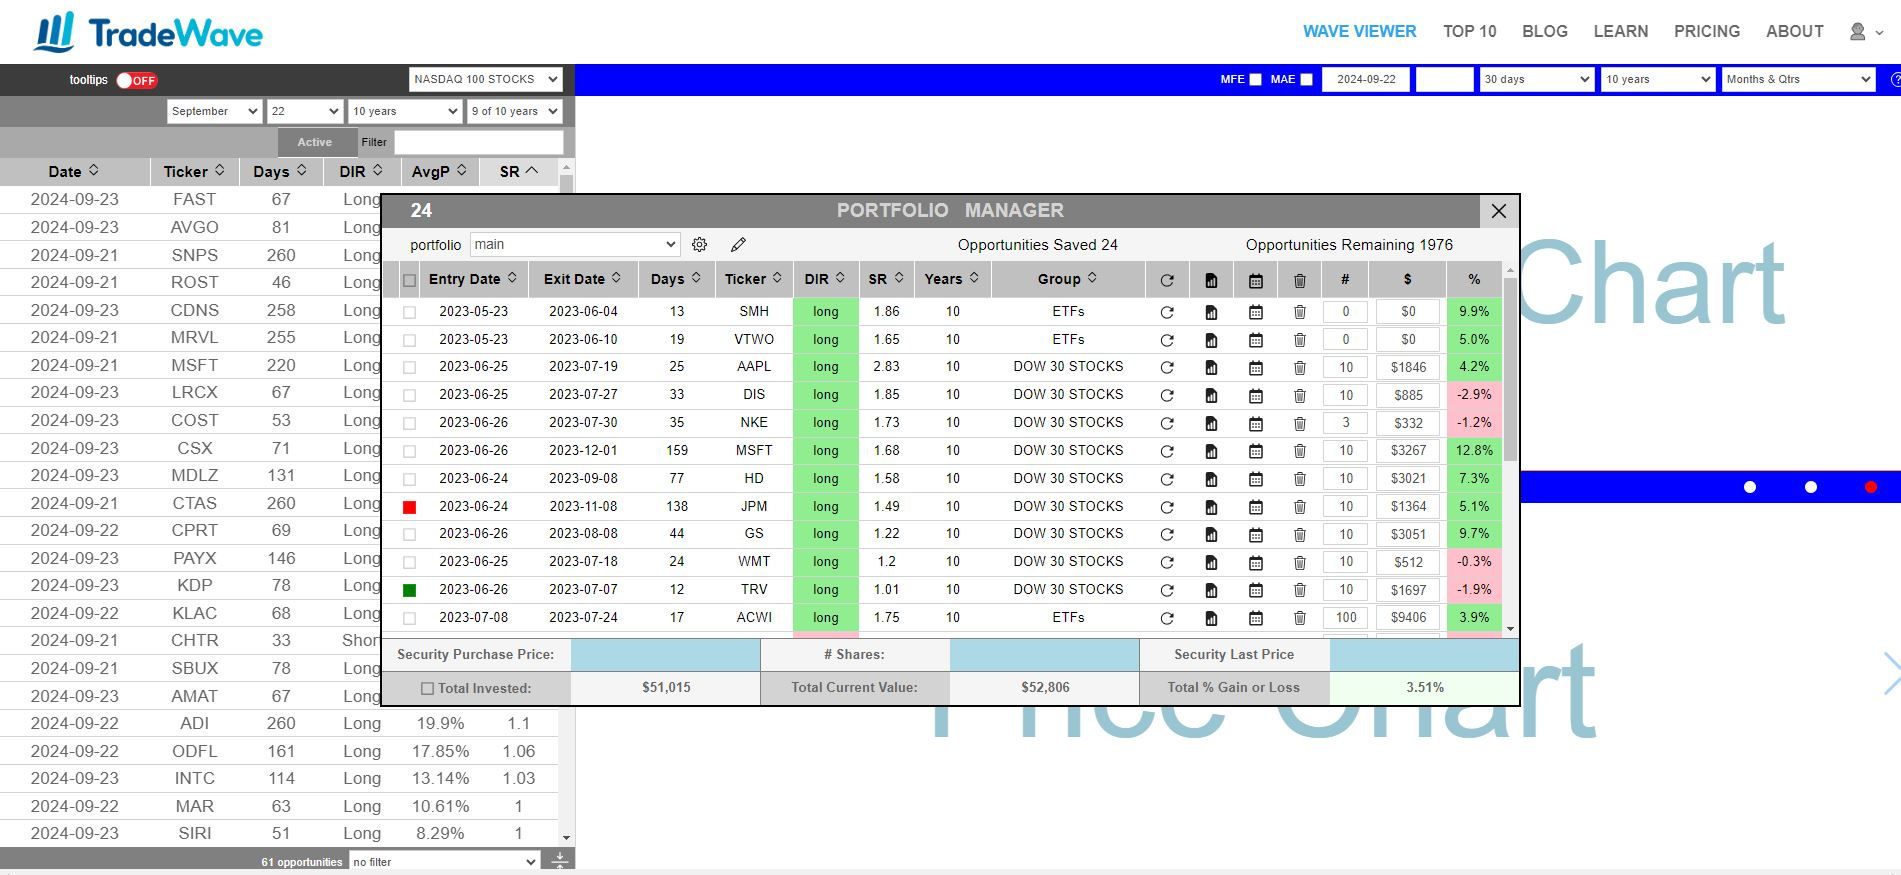 TradeWave
WAVE VIEWER TOP 10 BLOG LEARN PRICING ABOUT
tooltips OFF NASDAQ 100 STOCKS MFE MAE 2024-09-22 30 days 10 years Months & Qtrs ?
September 22 10 years 9 of 10 years
Active Filter
Date Ticker Days DIR AvgP SR
2024-09-23 FAST 67 Long
2024-09-23 AVGO 81 Long
2024-09-21 SNPS 260 Long
2024-09-21 ROST 46 Long
2024-09-23 CDNS 258 Long
2024-09-21 MRVL 255 Long
2024-09-21 MSFT 220 Long
2024-09-23 LRCX 67 Long
2024-09-23 COST 53 Long
2024-09-23 CSX 71 Long
2024-09-23 MDLZ 131 Long
2024-09-21 CTAS 260 Long
2024-09-22 CPRT 69 Long
2024-09-23 PAYX 146 Long
2024-09-23 KDP 78 Long
2024-09-22 KLAC 68 Long
2024-09-21 CHTR 33 Shor
2024-09-21 SBUX 78 Long
2024-09-23 AMAT 67 Long
2024-09-22 ADI 260 Long 19.9% 1.1
2024-09-22 ODFL 161 Long 17.85% 1.06
2024-09-23 INTC 114 Long 13.14% 1.03
2024-09-22 MAR 63 Long 10.61% 1
2024-09-23 SIRI 51 Long 8.29% 1
61 opportunities no filter
24 PORTFOLIO MANAGER
portfolio main Opportunities Saved 24 Opportunities Remaining 1976
Entry Date Exit Date Days Ticker DIR SR Years Group # $ %
2023-05-23 2023-06-04 13 SMH long 1.86 10 ETFs 0 $0 9.9%
2023-05-23 2023-06-10 19 VTWO long 1.65 10 ETFs 0 $0 5.0%
2023-06-25 2023-07-19 25 AAPL long 2.83 10 DOW 30 STOCKS 10 $1846 4.2%
2023-06-25 2023-07-27 33 DIS long 1.85 10 DOW 30 STOCKS 10 $885 -2.9%
2023-06-26 2023-07-30 35 NKE long 1.73 10 DOW 30 STOCKS 3 $332 -1.2%
2023-06-26 2023-12-01 159 MSFT long 1.68 10 DOW 30 STOCKS 10 $3267 12.8%
2023-06-24 2023-09-08 77 HD long 1.58 10 DOW 30 STOCKS 10 $3021 7.3%
2023-06-24 2023-11-08 138 JPM long 1.49 10 DOW 30 STOCKS 10 $1364 5.1%
2023-06-26 2023-08-08 44 GS long 1.22 10 DOW 30 STOCKS 10 $3051 9.7%
2023-06-25 2023-07-18 24 WMT long 1.2 10 DOW 30 STOCKS 10 $512 -0.3%
2023-06-26 2023-07-07 12 TRV long 1.01 10 DOW 30 STOCKS 10 $1697 -1.9%
2023-07-08 2023-07-24 17 ACWI long 1.75 10 ETFs 100 $9406 3.9%
Security Purchase Price: # Shares: Security Last Price
Total Invested: $51,015 Total Current Value: $52,806 Total % Gain or Loss 3.51%
Chart
Price Chart